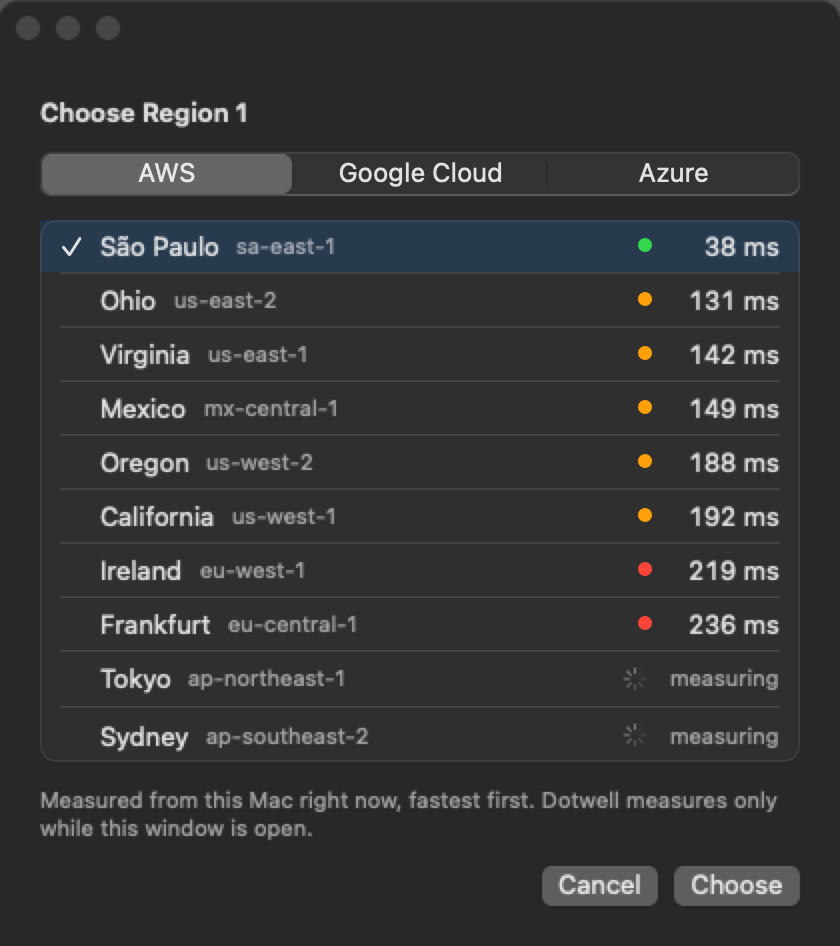 Choose Region 1
AWS Google Cloud Azure
São Paulo sa-east-1 38 ms
Ohio us-east-2 131 ms
Virginia us-east-1 142 ms
Mexico mx-central-1 149 ms
Oregon us-west-2 188 ms
California us-west-1 192 ms
Ireland eu-west-1 219 ms
Frankfurt eu-central-1 236 ms
Tokyo ap-northeast-1 measuring
Sydney ap-southeast-2 measuring
Measured from this Mac right now, fastest first. Dotwell measures only
while this window is open.
Cancel Choose